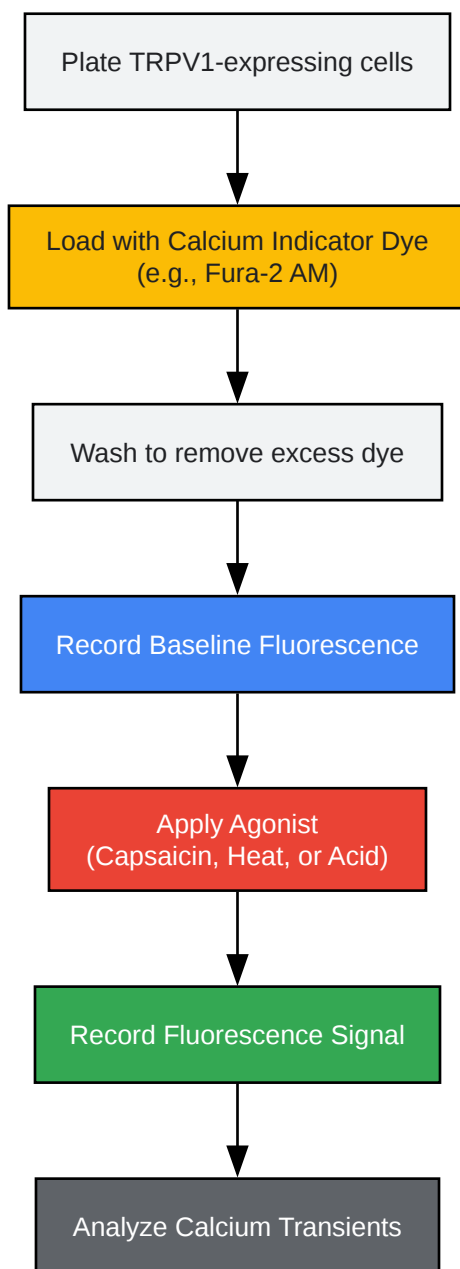 Plate TRPV1-expressing cells
Load with Calcium Indicator Dye
(e.g., Fura-2 AM)
Wash to remove excess dye
Record Baseline Fluorescence
Apply Agonist
(Capsaicin, Heat, or Acid)
Record Fluorescence Signal
Analyze Calcium Transients